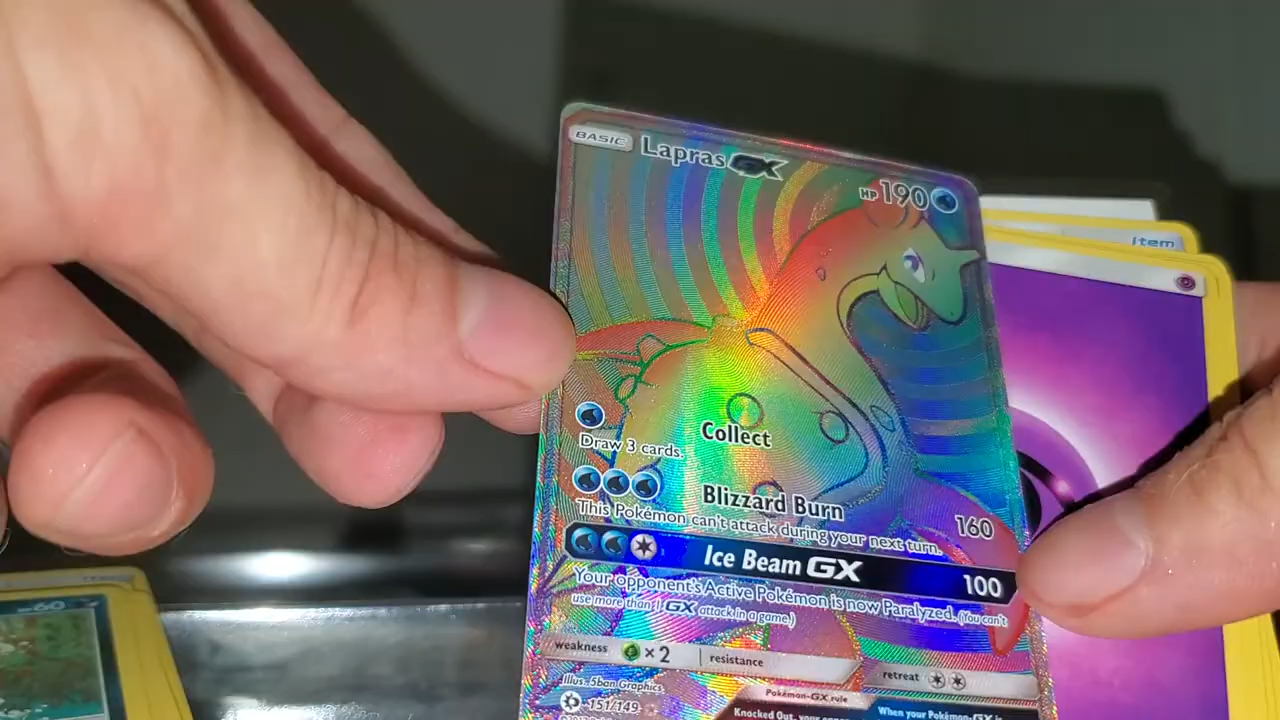 BASIC Lapras GX HP 190
item
Collect
Draw 3 cards.
Blizzard Burn 160
This Pokémon can't attack during your next turn.
Ice Beam GX 100
Your opponent's Active Pokémon is now Paralyzed. (You can't
use more than 1 GX attack in a game.)
weakness ×2 resistance
retreat
Illus. 5ban Graphics
151/149
Pokémon-GX rule
When your Pokémon-GX is
Knocked Out, your
60